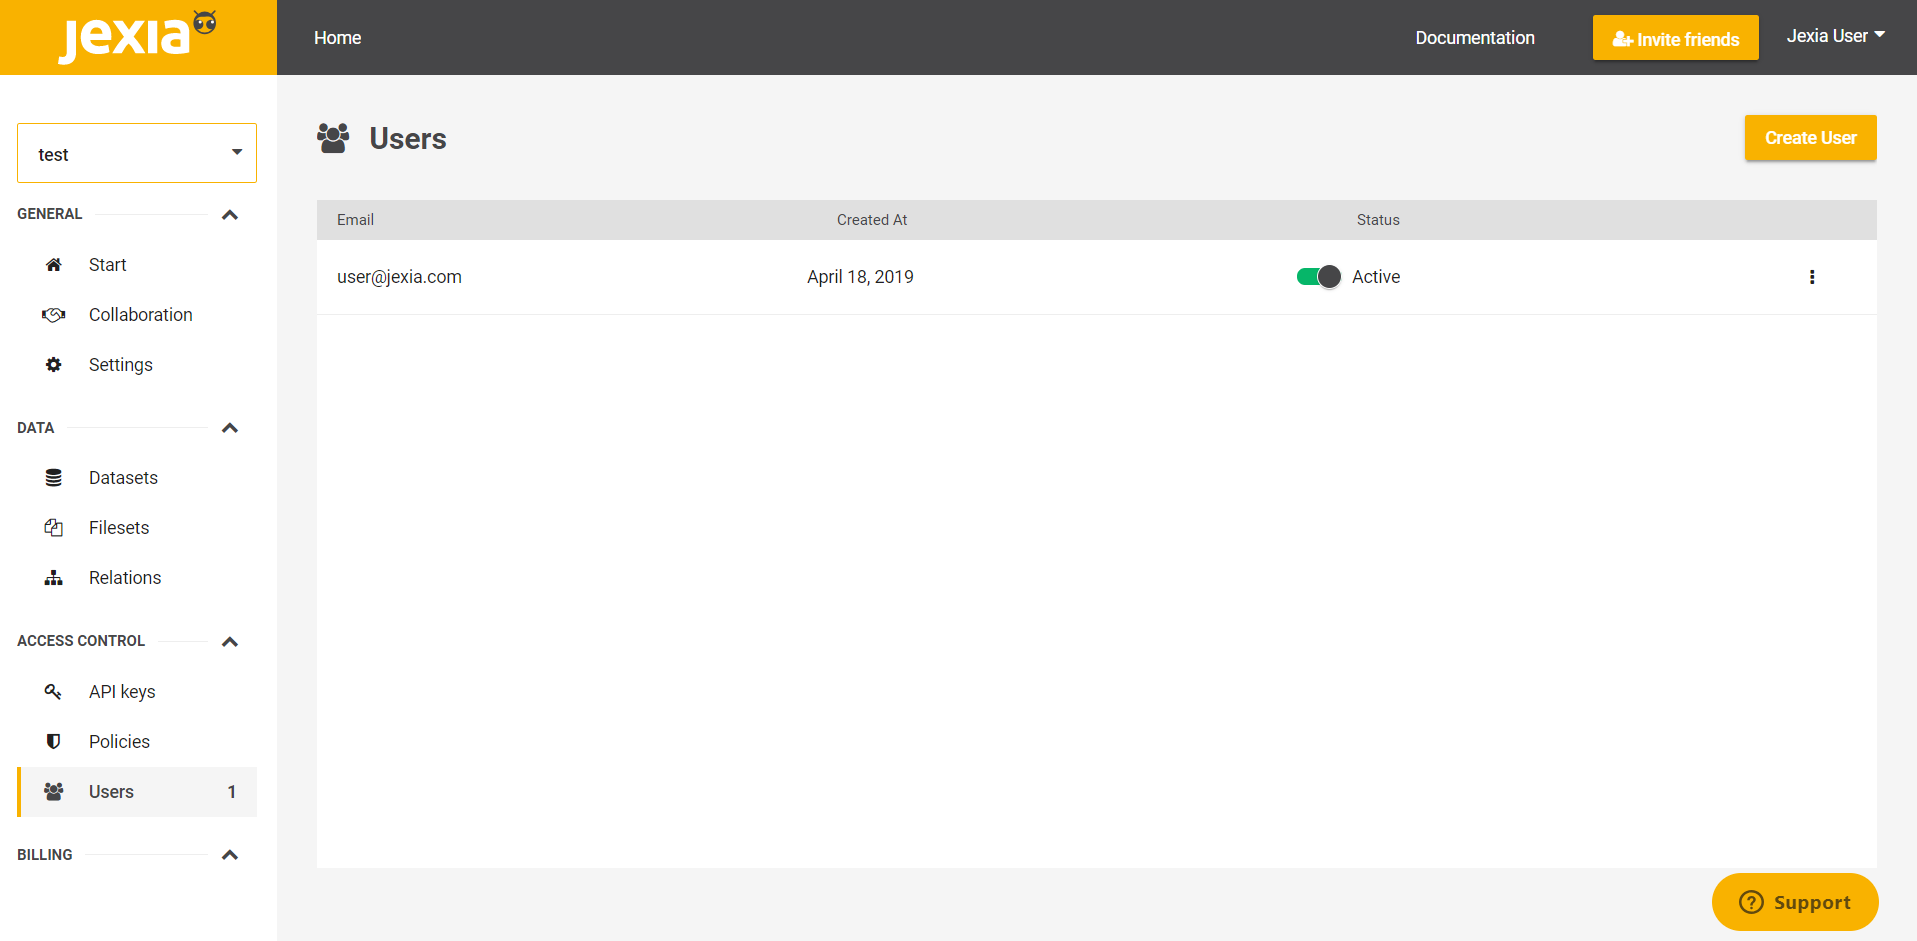 jexia
Home
Documentation
Invite friends
Jexia User
test
GENERAL
Start
Collaboration
Settings
DATA
Datasets
Filesets
Relations
ACCESS CONTROL
API keys
Policies
Users 1
BILLING
Users
Create User
Email Created At Status
user@jexia.com April 18, 2019 Active
? Support